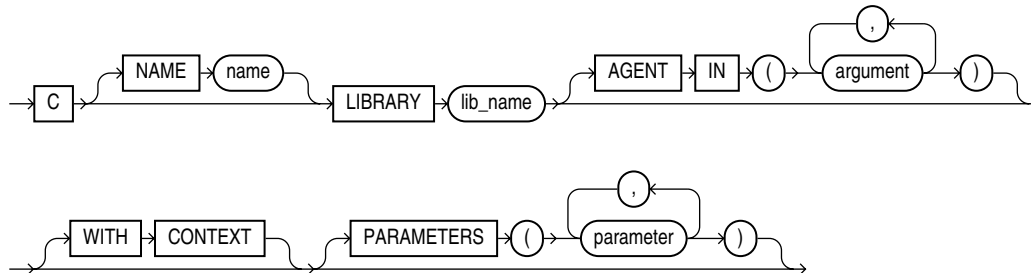 ,
NAME name AGENT IN ( argument )
C LIBRARY lib_name
,
WITH CONTEXT PARAMETERS ( parameter )